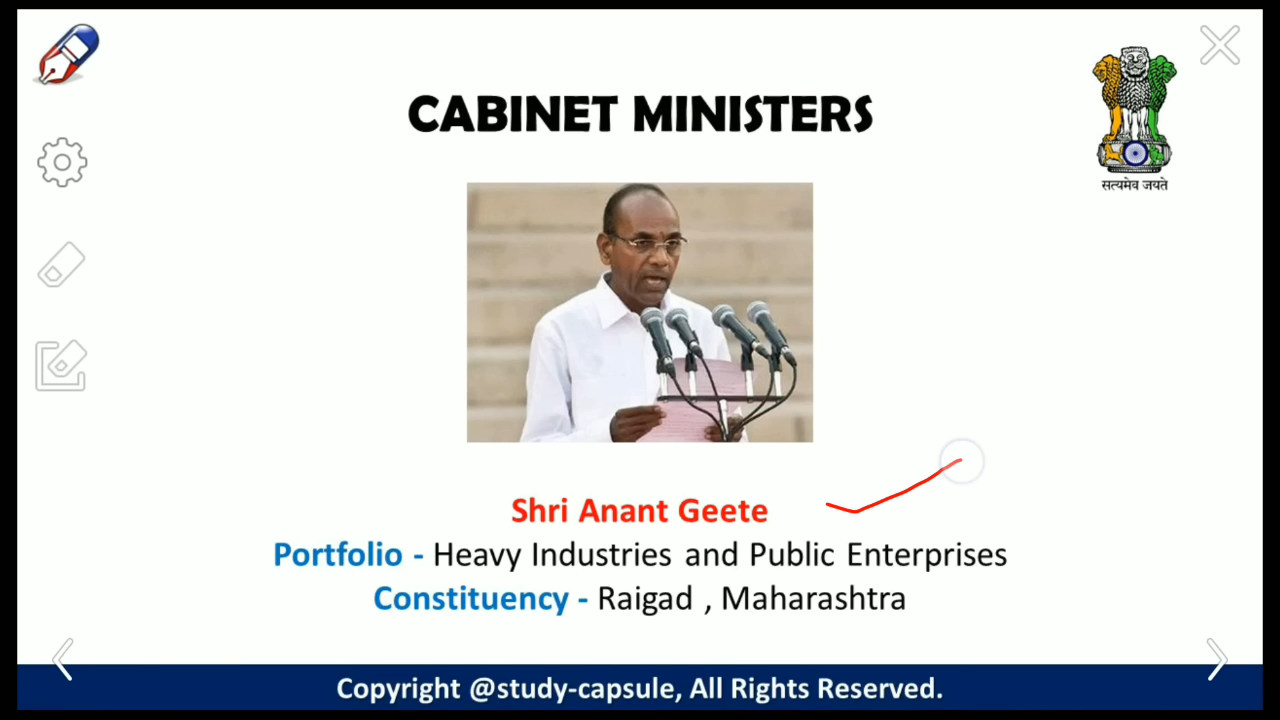 CABINET MINISTERS
सत्यमेव जयते
Shri Anant Geete
Portfolio - Heavy Industries and Public Enterprises
Constituency - Raigad , Maharashtra
Copyright @study-capsule, All Rights Reserved.